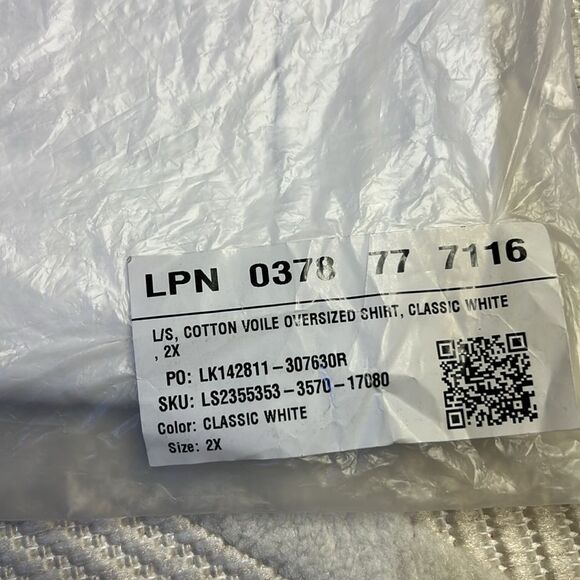 LPN 0378 77 7116
L/S, COTTON VOILE OVERSIZED SHIRT, CLASSIC WHITE
, 2X
PO: LK142811-307630R
SKU: LS2355353-3570-17080
Color: CLASSIC WHITE
Size: 2X